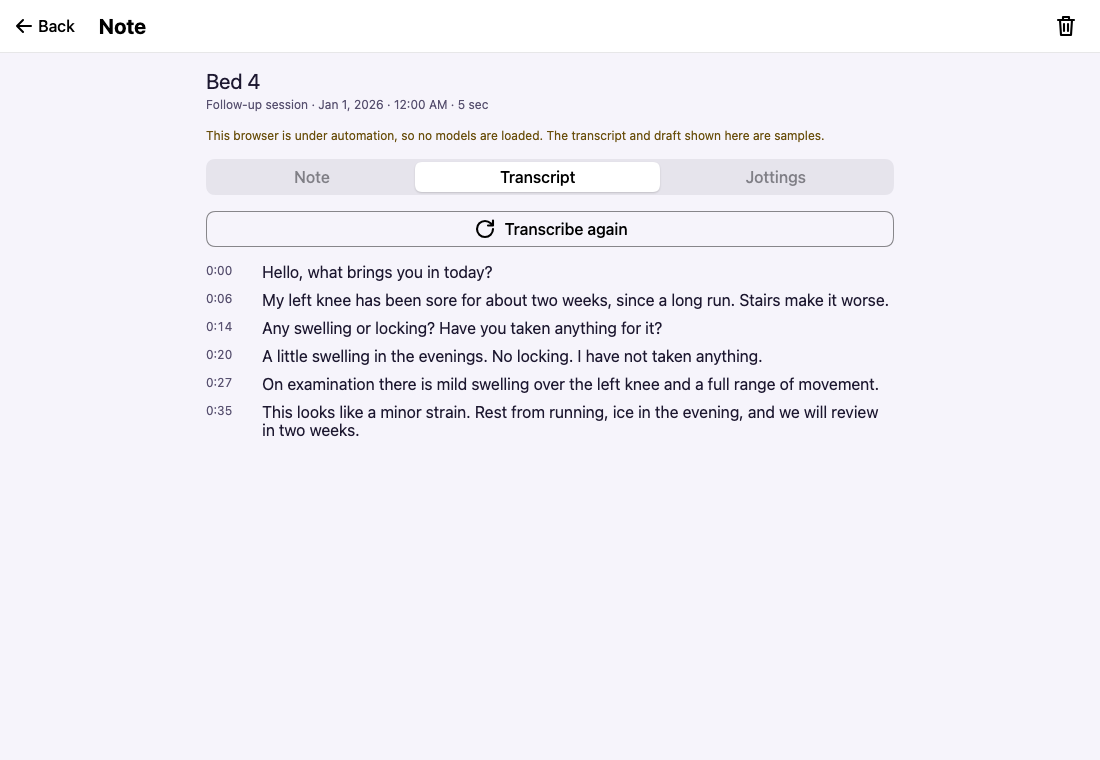 Back
Note
Bed 4
Follow-up session · Jan 1, 2026 · 12:00 AM · 5 sec
This browser is under automation, so no models are loaded. The transcript and draft shown here are samples.
Note
Transcript
Jottings
Transcribe again
0:00 Hello, what brings you in today?
0:06 My left knee has been sore for about two weeks, since a long run. Stairs make it worse.
0:14 Any swelling or locking? Have you taken anything for it?
0:20 A little swelling in the evenings. No locking. I have not taken anything.
0:27 On examination there is mild swelling over the left knee and a full range of movement.
0:35 This looks like a minor strain. Rest from running, ice in the evening, and we will review
in two weeks.